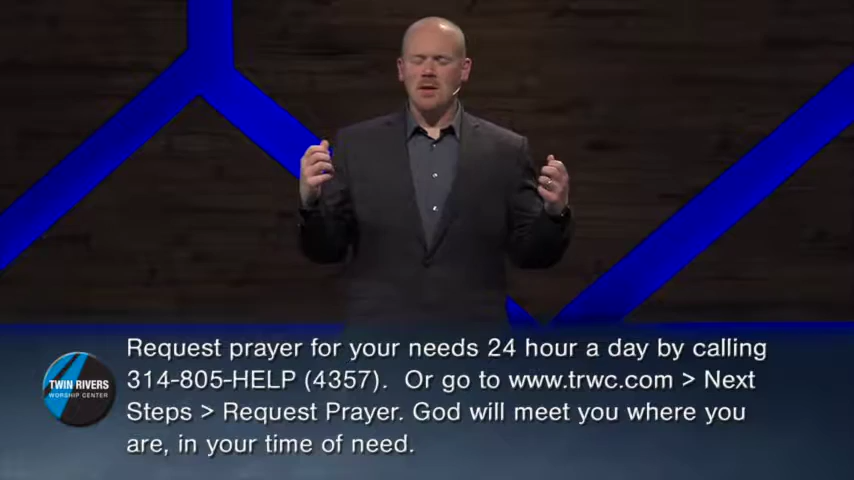 Request prayer for your needs 24 hour a day by calling
314-805-HELP (4357). Or go to www.trwc.com > Next
Steps > Request Prayer. God will meet you where you
are, in your time of need.
TWIN RIVERS
WORSHIP CENTER